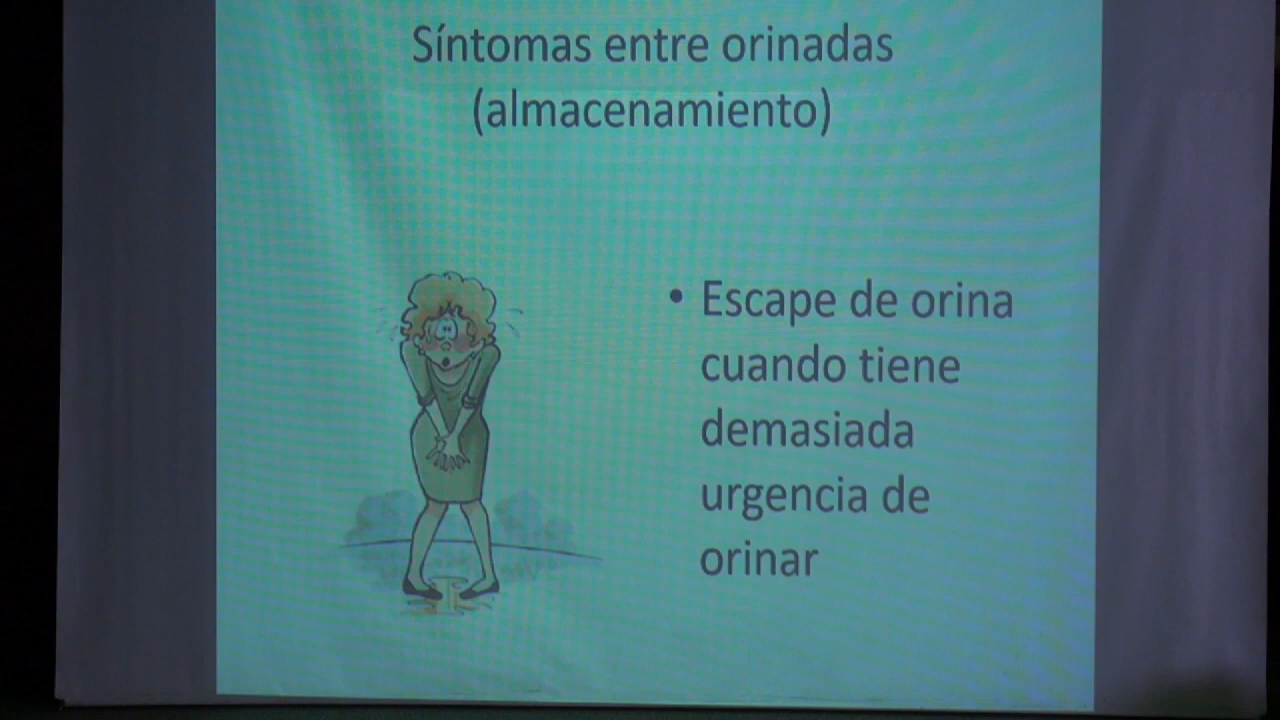 Síntomas entre orinadas
(almacenamiento)
• Escape de orina
cuando tiene
demasiada
urgencia de
orinar